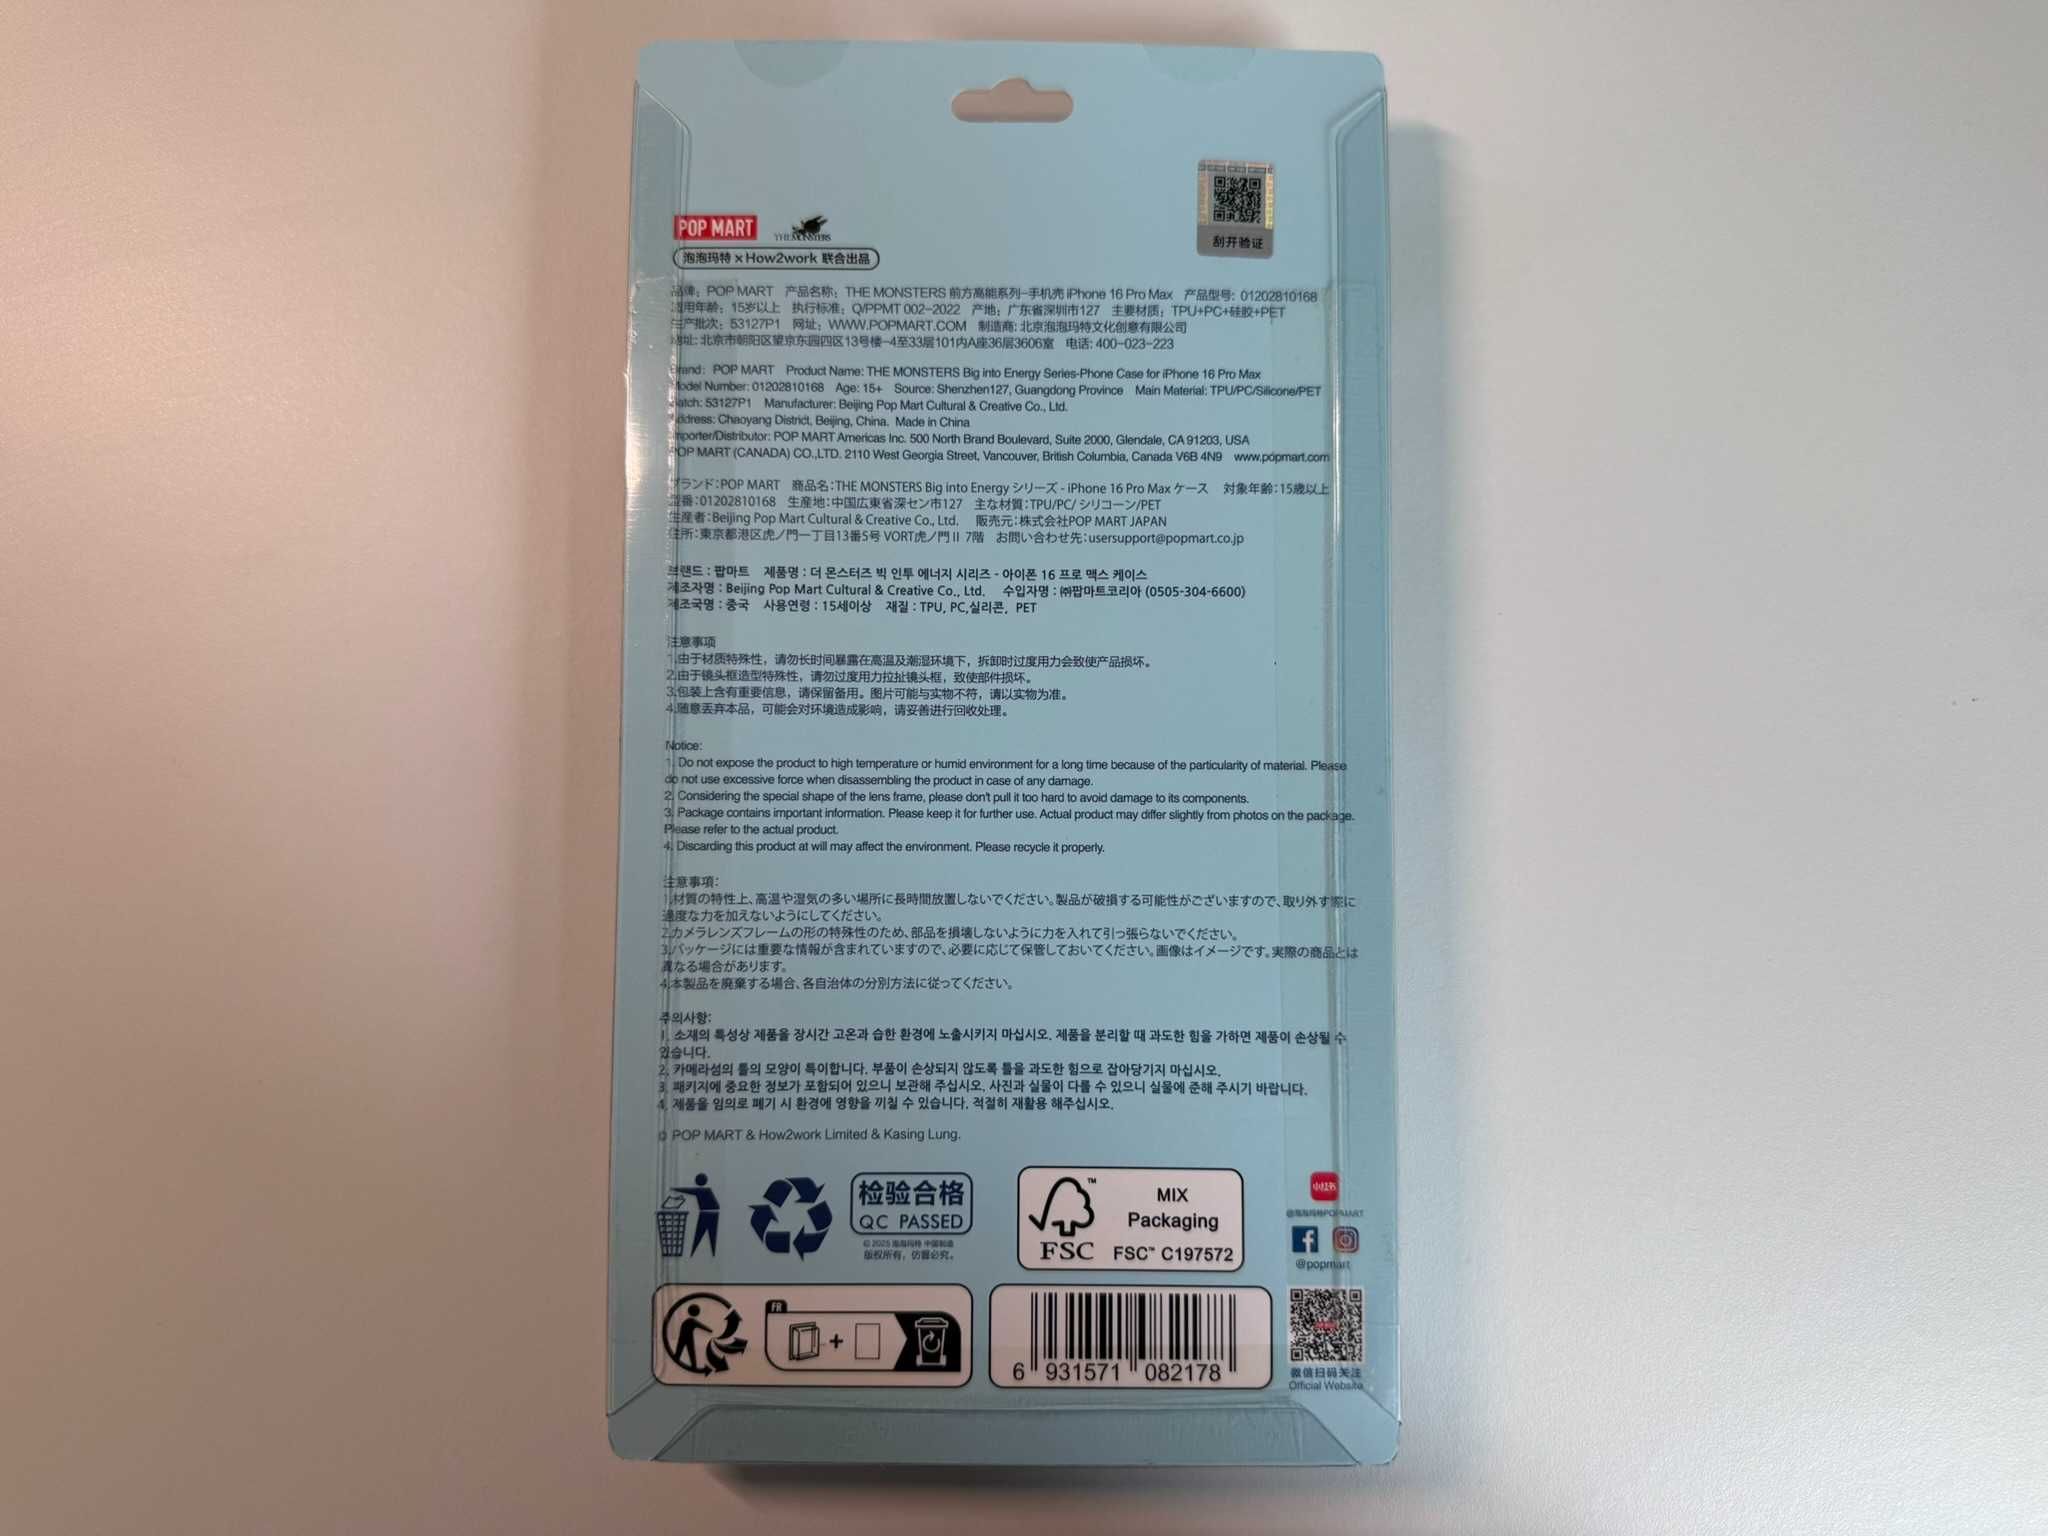 刮开验证
POP MART THE MONSTERS
泡泡玛特 x How2work 联合出品
品牌：POP MART 产品名称：THE MONSTERS 前方高能系列-手机壳 iPhone 16 Pro Max 产品型号: 01202810168
适用年龄：15岁以上 执行标准：Q/PPMT 002-2022 产地：广东省深圳市127 主要材质：TPU+PC+硅胶+PET
生产批次：53127P1 网址：WWW.POPMART.COM 制造商: 北京泡泡玛特文化创意有限公司
地址: 北京市朝阳区望京东园四区13号楼-4至33层101内A座36层3606室 电话: 400-023-223
Brand: POP MART Product Name: THE MONSTERS Big into Energy Series-Phone Case for iPhone 16 Pro Max
Model Number: 01202810168 Age: 15+ Source: Shenzhen127, Guangdong Province Main Material: TPU/PC/Silicone/PET
Batch: 53127P1 Manufacturer: Beijing Pop Mart Cultural & Creative Co., Ltd.
Address: Chaoyang District, Beijing, China. Made in China
Importer/Distributor: POP MART Americas Inc. 500 North Brand Boulevard, Suite 2000, Glendale, CA 91203, USA
POP MART (CANADA) CO.,LTD. 2110 West Georgia Street, Vancouver, British Columbia, Canada V6B 4N9 www.popmart.com
ブランド：POP MART 商品名：THE MONSTERS Big into Energy シリーズ - iPhone 16 Pro Max ケース 対象年齢：15歳以上
型番：01202810168 生産地：中国広東省深セン市127 主な材質：TPU/PC/ シリコーン/PET
生産者：Beijing Pop Mart Cultural & Creative Co., Ltd. 販売元：株式会社POP MART JAPAN
住所：東京都港区虎ノ門一丁目13番5号 VORT虎ノ門Ⅱ 7階 お問い合わせ先：usersupport@popmart.co.jp
브랜드 : 팝마트 제품명 : 더 몬스터즈 빅 인투 에너지 시리즈 - 아이폰 16 프로 맥스 케이스
제조자명 : Beijing Pop Mart Cultural & Creative Co., Ltd. 수입자명 : ㈜팝마트코리아 (0505-304-6600)
제조국명 : 중국 사용연령 : 15세이상 재질 : TPU, PC,실리콘, PET
注意事项
1.由于材质特殊性，请勿长时间暴露在高温及潮湿环境下，拆卸时过度用力会致使产品损坏。
2.由于镜头框造型特殊性，请勿过度用力拉扯镜头框，致使部件损坏。
3.包装上含有重要信息，请保留备用。图片可能与实物不符，请以实物为准。
4.随意丢弃本品，可能会对环境造成影响，请妥善进行回收处理。
Notice:
1. Do not expose the product to high temperature or humid environment for a long time because of the particularity of material. Please
do not use excessive force when disassembling the product in case of any damage.
2. Considering the special shape of the lens frame, please don't pull it too hard to avoid damage to its components.
3. Package contains important information. Please keep it for further use. Actual product may differ slightly from photos on the package.
Please refer to the actual product.
4. Discarding this product at will may affect the environment. Please recycle it properly.
注意事項：
1.材質の特性上、高温や湿気の多い場所に長時間放置しないでください。製品が破損する可能性がございますので、取り外す際に
過度な力を加えないようにしてください。
2.カメラレンズフレームの形の特殊性のため、部品を損壊しないように力を入れて引っ張らないでください。
3.パッケージには重要な情報が含まれていますので、必要に応じて保管しておいてください。画像はイメージです。実際の商品とは
異なる場合があります。
4.本製品を廃棄する場合、各自治体の分別方法に従ってください。
주의사항:
1. 소재의 특성상 제품을 장시간 고온과 습한 환경에 노출시키지 마십시오. 제품을 분리할 때 과도한 힘을 가하면 제품이 손상될 수
있습니다.
2. 카메라섬의 틀의 모양이 특이합니다. 부품이 손상되지 않도록 틀을 과도한 힘으로 잡아당기지 마십시오.
3. 패키지에 중요한 정보가 포함되어 있으니 보관해 주십시오. 사진과 실물이 다를 수 있으니 실물에 준해 주시기 바랍니다.
4. 제품을 임의로 폐기 시 환경에 영향을 끼칠 수 있습니다. 적절히 재활용 해주십시오.
© POP MART & How2work Limited & Kasing Lung.
检验合格
QC PASSED
© 2025 泡泡玛特 中国制造
版权所有，仿冒必究。
FSC™
MIX
Packaging
FSC™ C197572
小红书
@泡泡玛特POPMART
@popmart
FR
+
6 931571 082178
微信扫码关注
Official Website